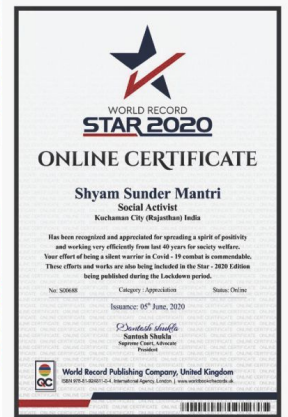 WORLD RECORD
STAR 2020
ONLINE CERTIFICATE
Shyam Sunder Mantri
Social Activist
Kuchaman City (Rajasthan) India
Has been recognized and appreciated for spreading a spirit of positivity
and working very efficiently from last 40 years for society welfare.
Your effort of being a silent warrior in Covid - 19 combat is commendable.
These efforts and works are also being included in the Star - 2020 Edition
being published during the Lockdown period.
No: S00688 Category : Appreciation Status: Online
Issuance: 05th June, 2020
Santosh Shukla
Santosh Shukla
Supreme Court, Advocate
President
QC
World Record Publishing Company, United Kingdom
International Agency, London